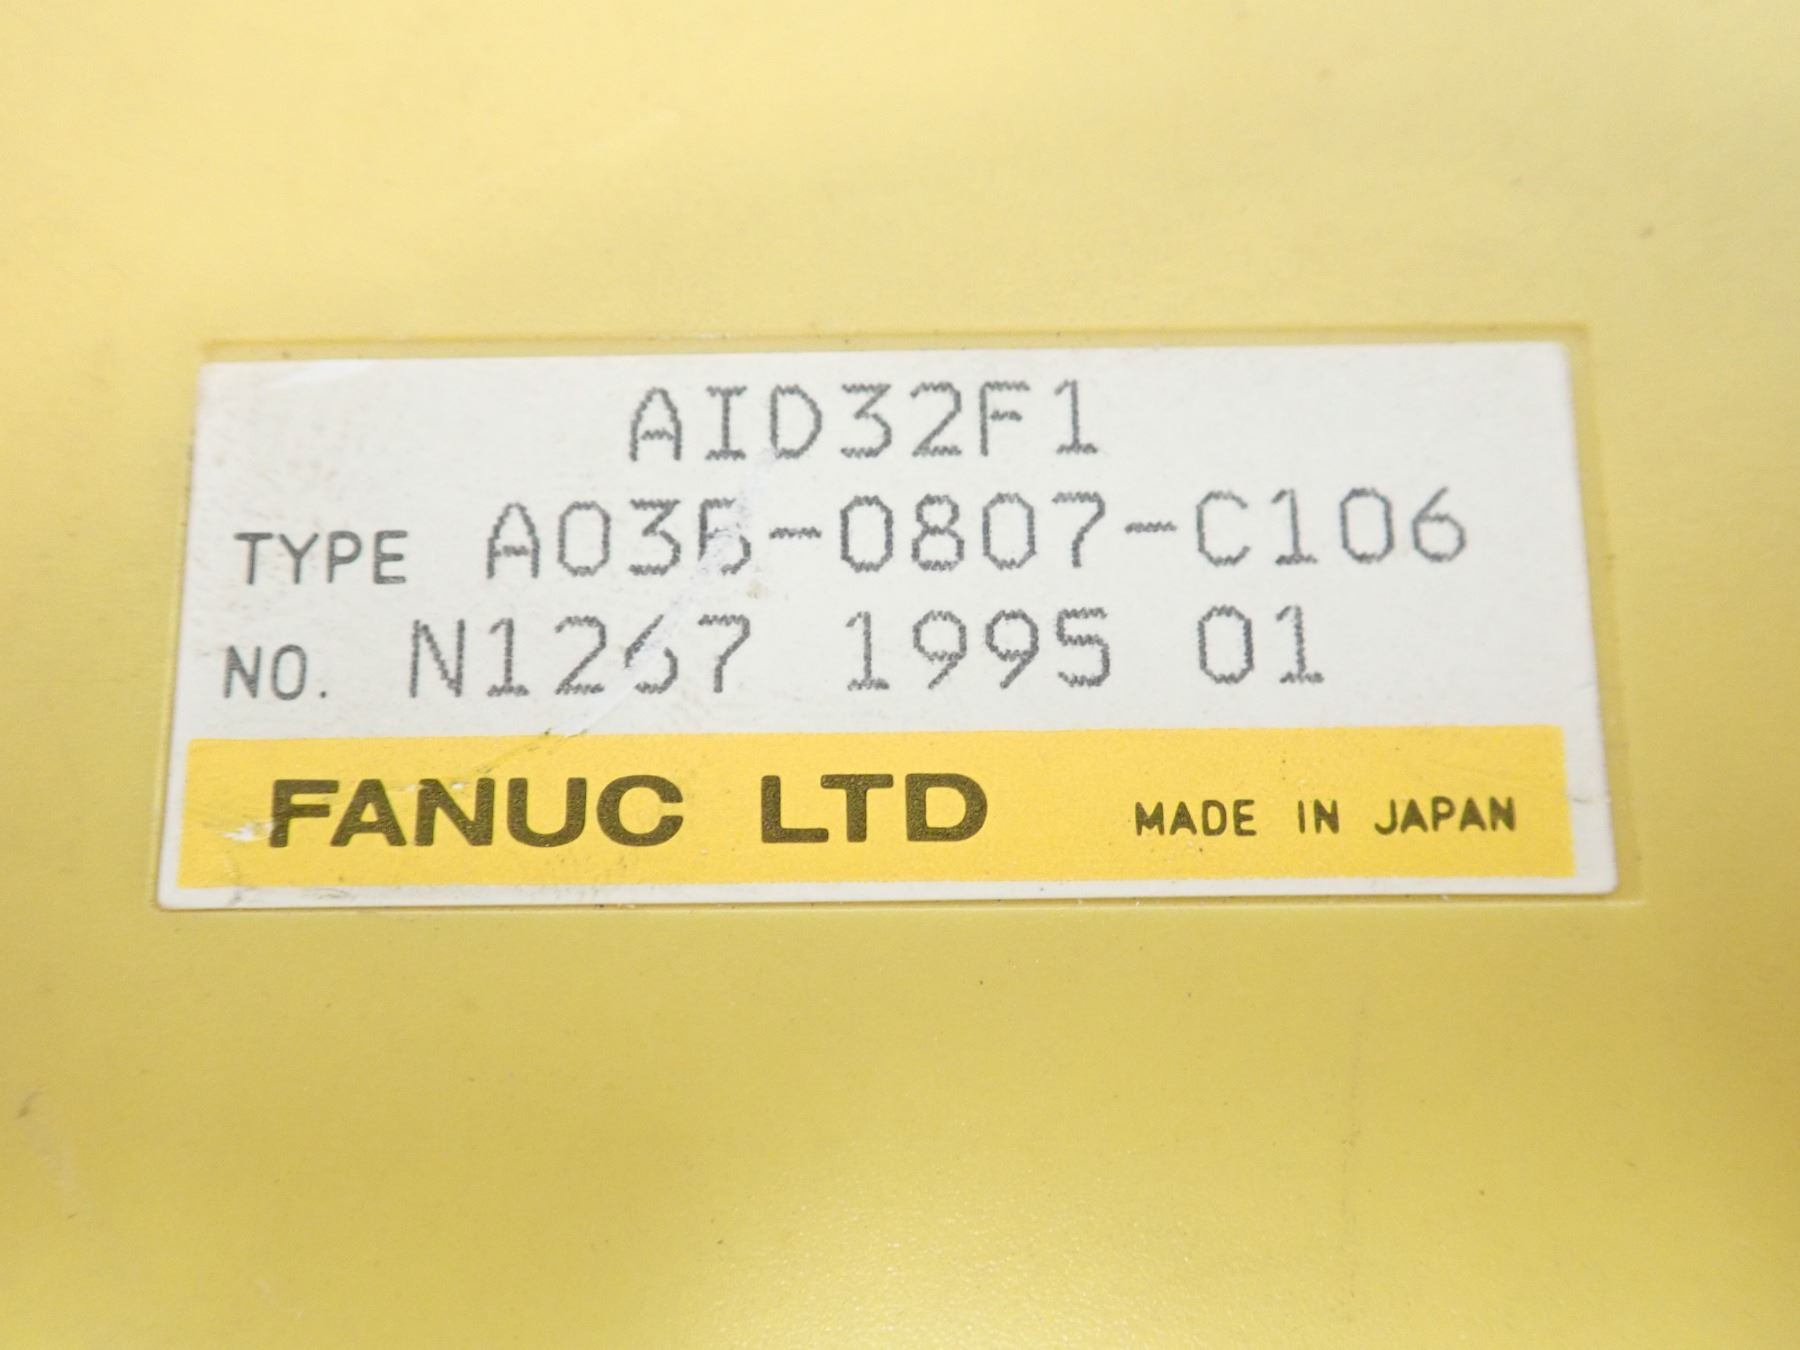 AID32F1
TYPE A03B-0807-C106
NO. N1267 1995 01
FANUC LTD MADE IN JAPAN